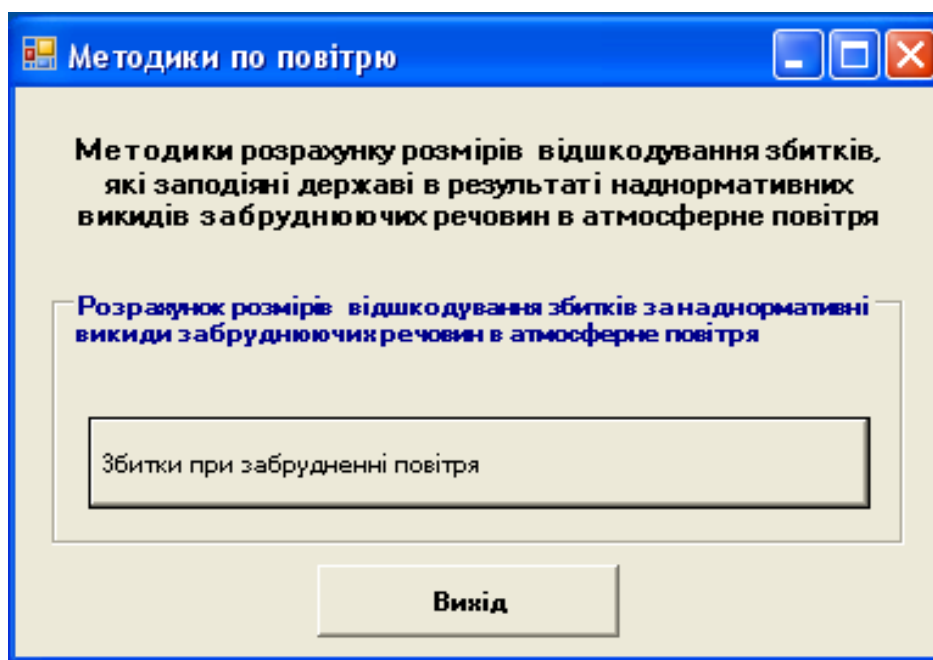 Методики по повітрю
Методики розрахунку розмірів відшкодування збитків,
які заподіяні державі в результаті наднормативних
викидів забруднюючих речовин в атмосферне повітря
Розрахунок розмірів відшкодування збитків за наднормативні
викиди забруднюючих речовин в атмосферне повітря
Збитки при забрудненні повітря
Вихід